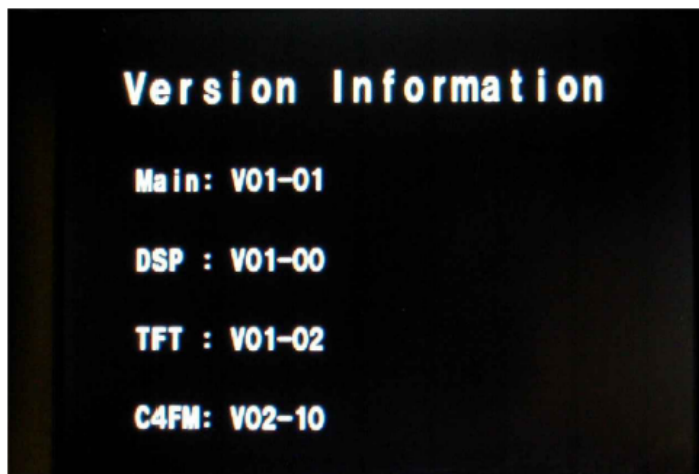 Version Information
Main: V01-01
DSP : V01-00
TFT : V01-02
C4FM: V02-10